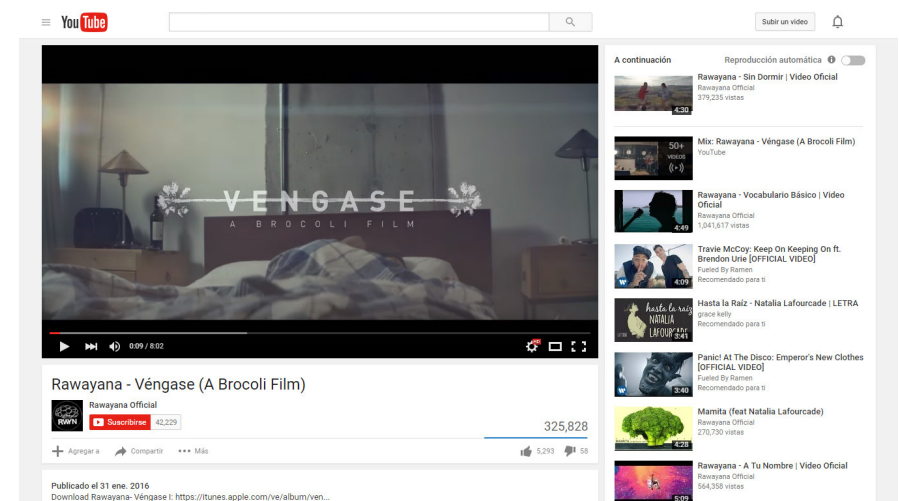 YouTube
Subir un video
VENGASE
A BROCOLI FILM
0:09 / 8:02
HD
Rawayana - Véngase (A Brocoli Film)
RWYN
Rawayana Official
Suscribirse 42,229
325,828
Agregar a Compartir Más
5,293 58
Publicado el 31 ene. 2016
Download Rawayana- Véngase I: https://itunes.apple.com/ve/album/ven...
A continuación
Reproducción automática
Rawayana - Sin Dormir | Video Oficial
Rawayana Official
379,235 vistas
4:30
Mix: Rawayana - Véngase (A Brocoli Film)
YouTube
50+
VIDEOS
Rawayana - Vocabulario Básico | Video
Oficial
Rawayana Official
1,041,617 vistas
4:49
Travie McCoy: Keep On Keeping On ft.
Brendon Urie [OFFICIAL VIDEO]
Fueled By Ramen
Recomendado para ti
4:09
Hasta la Raíz - Natalia Lafourcade | LETRA
grace kelly
Recomendado para ti
hasta la raíz
NATALIA
3:41
Panic! At The Disco: Emperor's New Clothes
[OFFICIAL VIDEO]
Fueled By Ramen
Recomendado para ti
3:40
Mamita (feat Natalia Lafourcade)
Rawayana Official
270,730 vistas
4:28
Rawayana - A Tu Nombre | Video Oficial
Rawayana Official
564,358 vistas
5:09